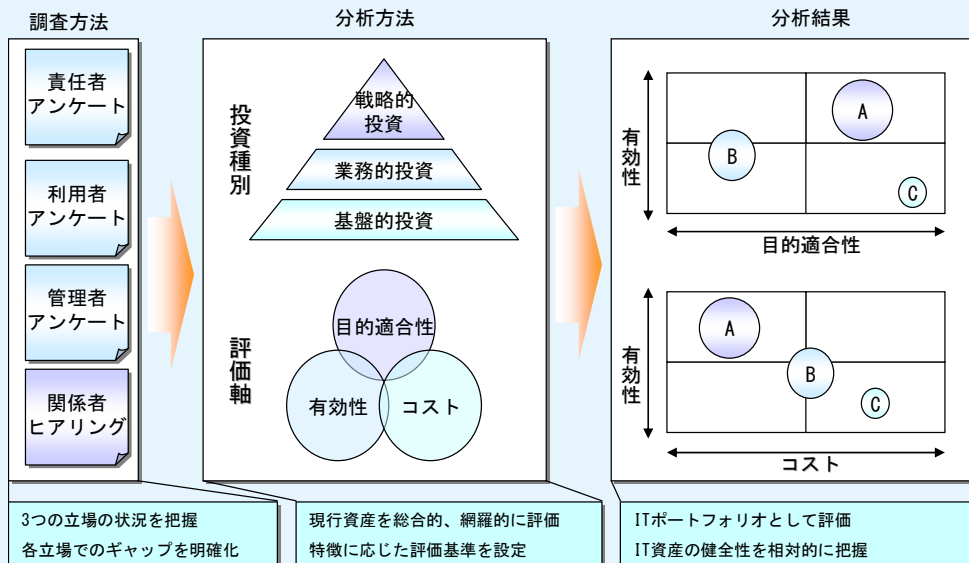 調査方法
責任者
アンケート
利用者
アンケート
管理者
アンケート
関係者
ヒアリング
3つの立場の状況を把握
各立場でのギャップを明確化
分析方法
投資種別
戦略的
投資
業務的投資
基盤的投資
評価軸
目的適合性
有効性
コスト
現行資産を総合的、網羅的に評価
特徴に応じた評価基準を設定
分析結果
有効性
A
B
C
目的適合性
有効性
A
B
C
コスト
ITポートフォリオとして評価
IT資産の健全性を相対的に把握